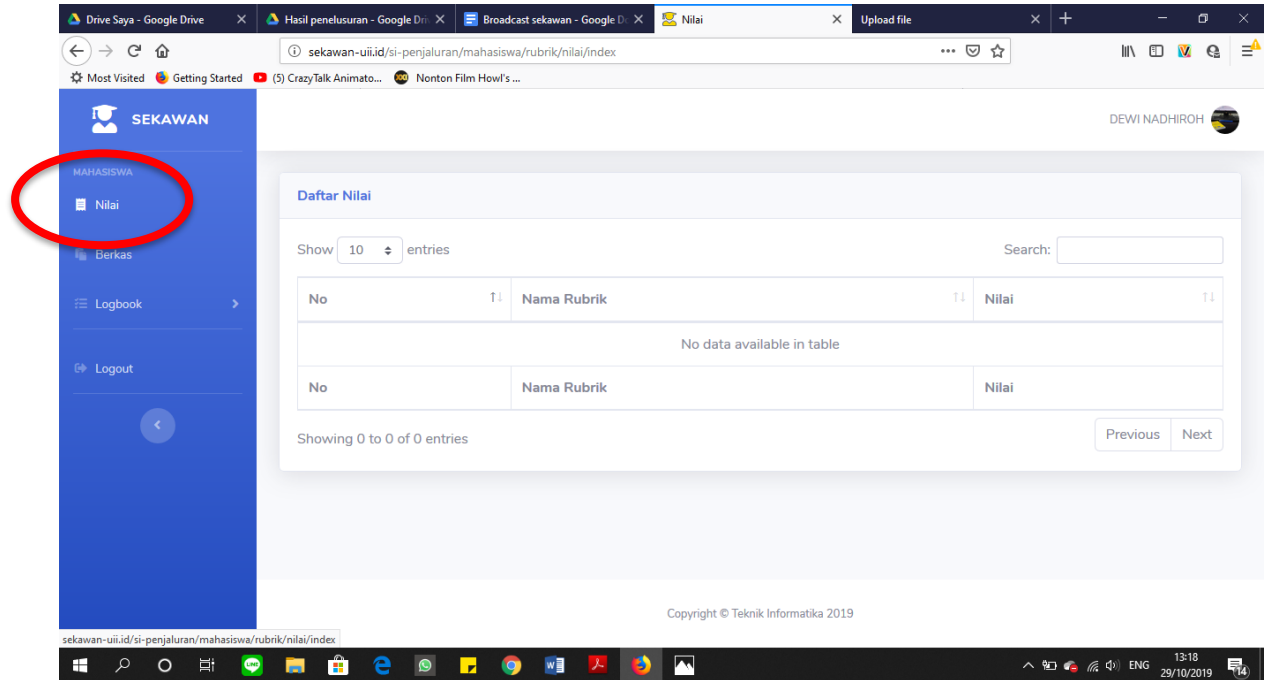 Drive Saya - Google Drive
Hasil penelusuran - Google Dri
Broadcast sekawan - Google Do
Nilai
Upload file
sekawan-uii.id/si-penjaluran/mahasiswa/rubrik/nilai/index
Most Visited
Getting Started
(5) CrazyTalk Animato...
Nonton Film Howl's ...
SEKAWAN
DEWI NADHIROH
MAHASISWA
Nilai
Berkas
Logbook
Logout
Daftar Nilai
Show 10 entries
Search:
No Nama Rubrik Nilai
No data available in table
No Nama Rubrik Nilai
Showing 0 to 0 of 0 entries
Previous Next
Copyright © Teknik Informatika 2019
sekawan-uii.id/si-penjaluran/mahasiswa/rubrik/nilai/index
ENG
13:18
29/10/2019
14